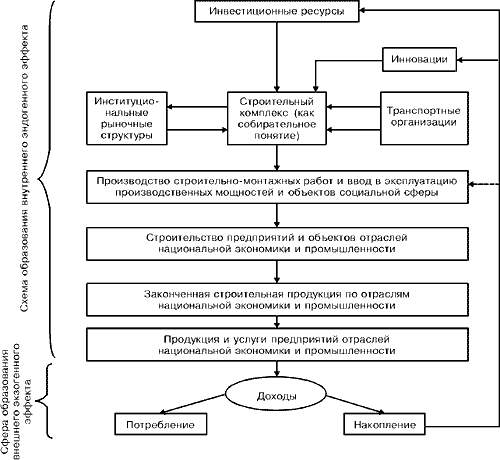 Инвестиционные ресурсы
Инновации
Институцио-
нальные
рыночные
структуры
Строительный
комплекс (как
собирательное
понятие)
Транспортные
организации
Производство строительно-монтажных работ и ввод в эксплуатацию
производственных мощностей и объектов социальной сферы
Строительство предприятий и объектов отраслей
национальной экономики и промышленности
Законченная строительная продукция по отраслям
национальной экономики и промышленности
Продукция и услуги предприятий отраслей
национальной экономики и промышленности
Доходы
Потребление
Накопление
Схема образования внутреннего эндогенного эффекта
Сфера образования
внешнего экзогенного
эффекта